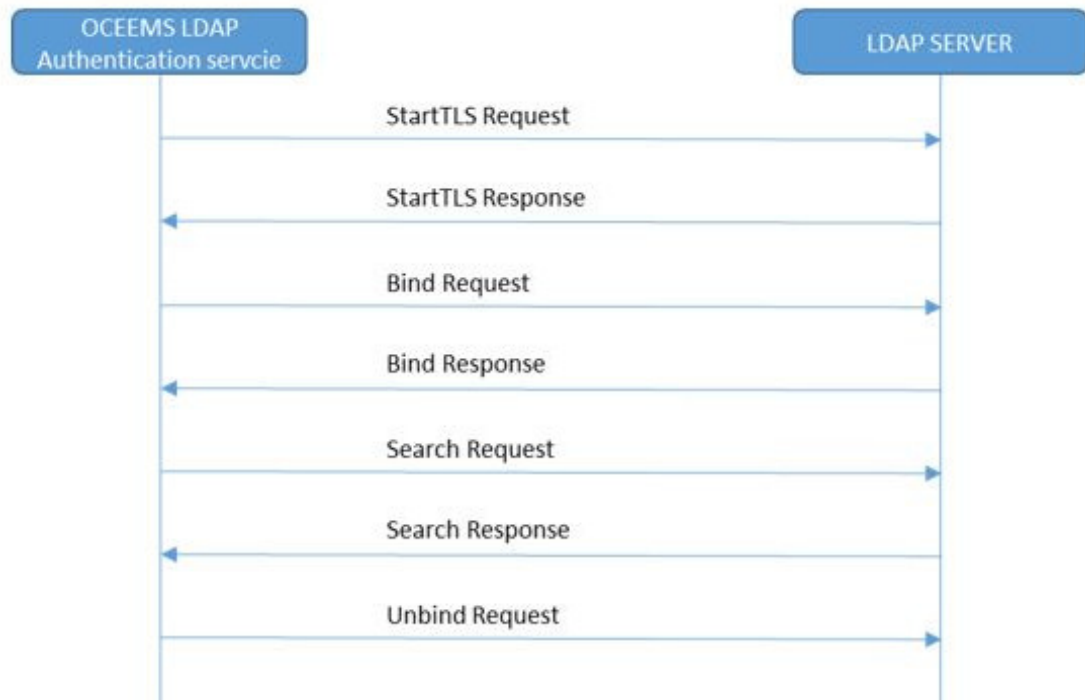 OCEEMS LDAP
Authentication servcie
LDAP SERVER
StartTLS Request
StartTLS Response
Bind Request
Bind Response
Search Request
Search Response
Unbind Request